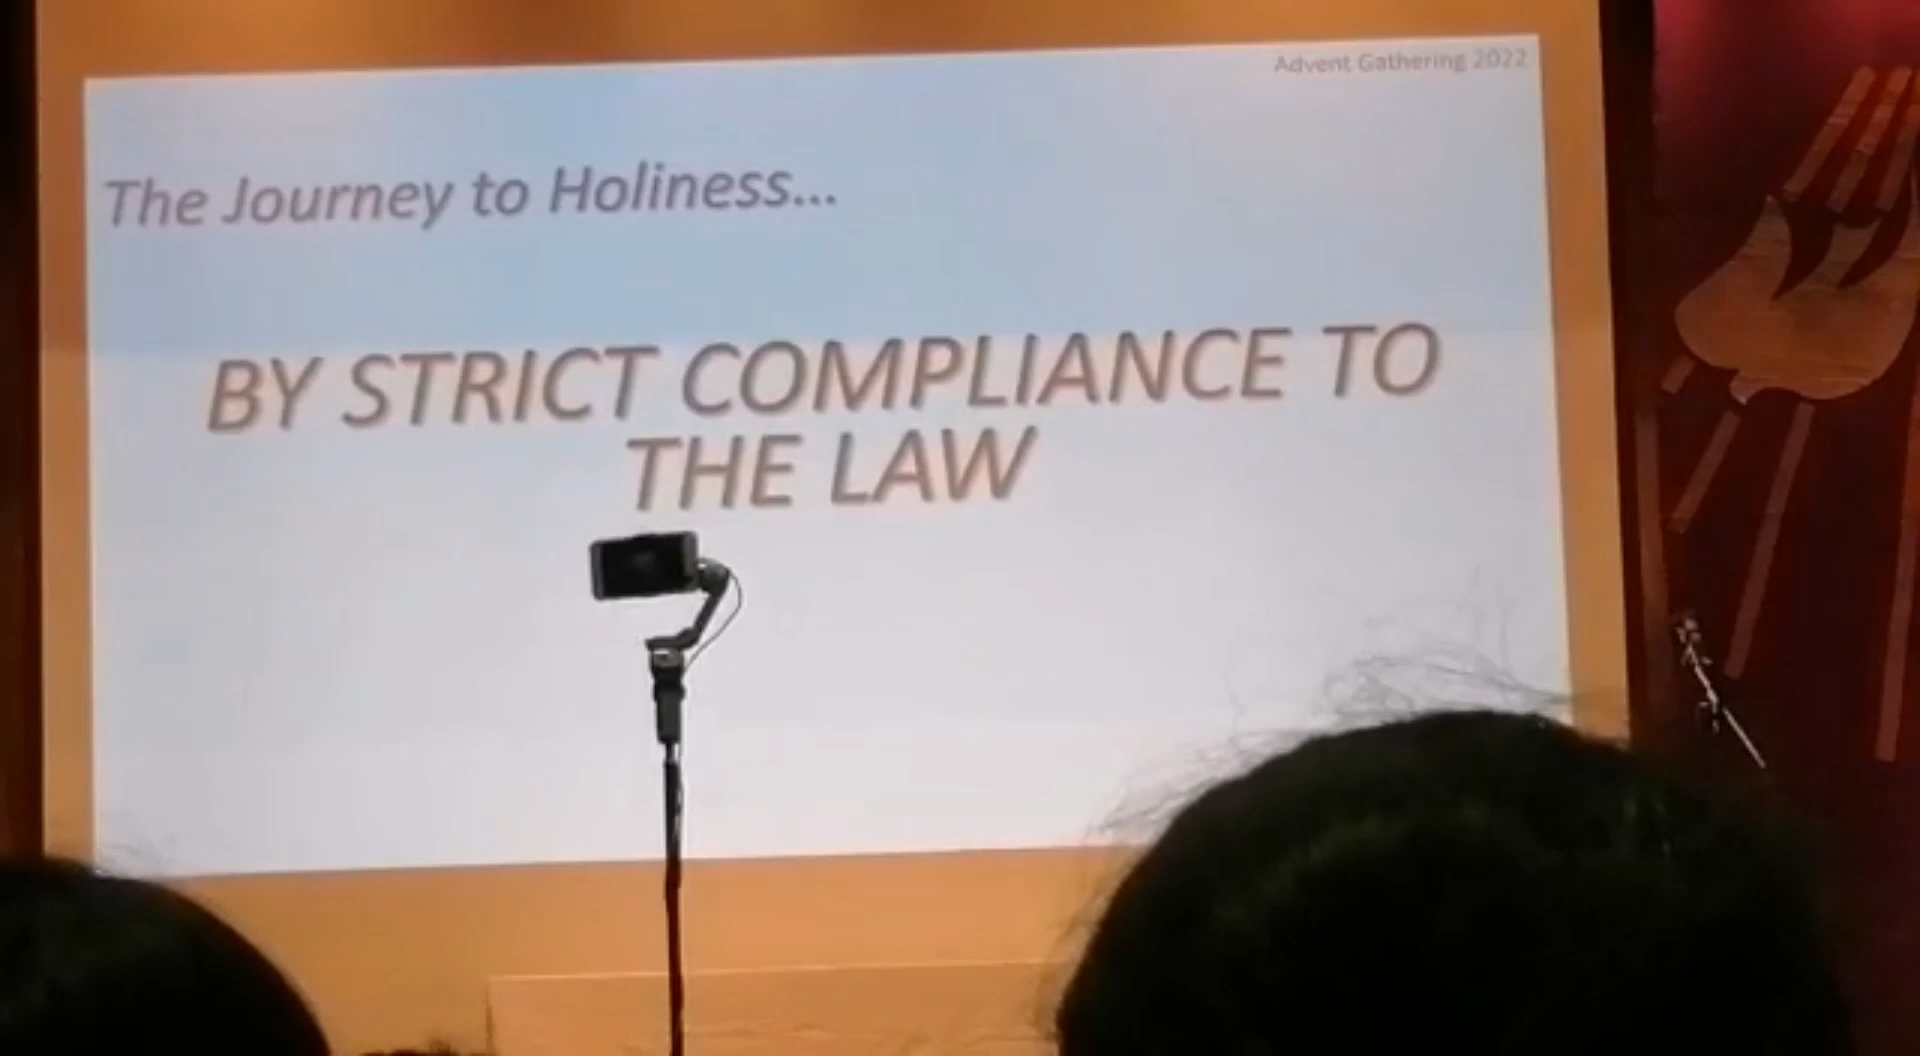 Advent Gathering 2022
The Journey to Holiness...
BY STRICT COMPLIANCE TO
THE LAW